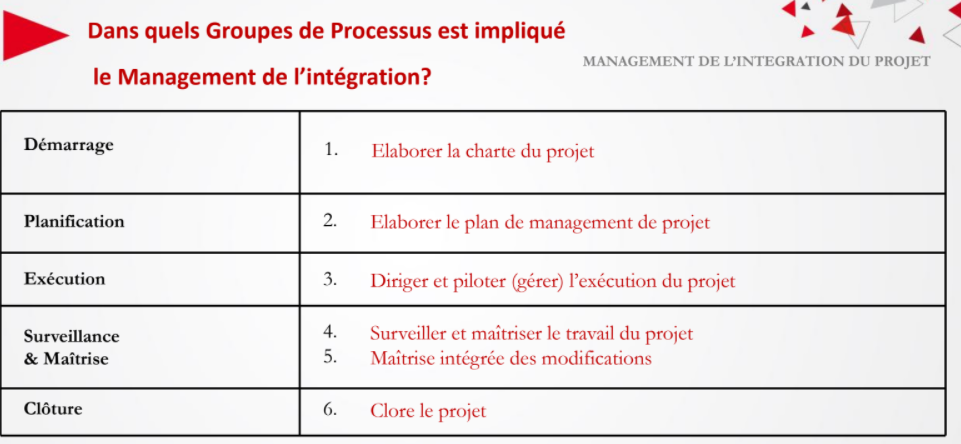 Dans quels Groupes de Processus est impliqué
le Management de l'intégration?
MANAGEMENT DE L'INTEGRATION DU PROJET
Démarrage
1. Elaborer la charte du projet
Planification
2. Elaborer le plan de management de projet
Exécution
3. Diriger et piloter (gérer) l'exécution du projet
Surveillance
& Maîtrise
4. Surveiller et maîtriser le travail du projet
5. Maîtrise intégrée des modifications
Clôture
6. Clore le projet